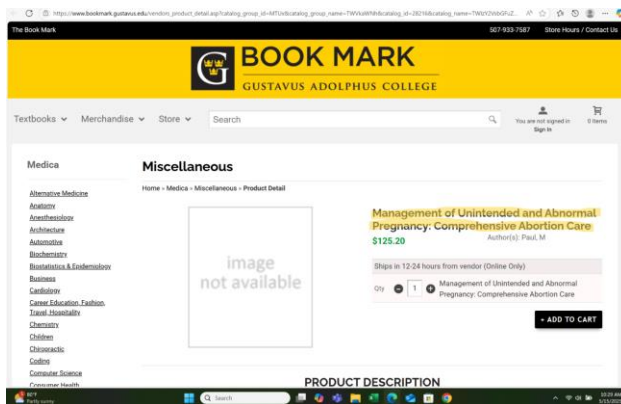 The Book Mark
507-933-7587 Store Hours / Contact Us
G BOOK MARK
GUSTAVUS ADOLPHUS COLLEGE
Textbooks Merchandise Store Search You are not signed in 0 Items
Sign In
Medica
Alternative Medicine
Anatomy
Anesthesiology
Architecture
Automotive
Biochemistry
Biostatistics & Epidemiology
Business
Cardiology
Career Education, Fashion,
Travel, Hospitality
Chemistry
Children
Chiropractic
Coding
Computer Science
Consumer Health
Miscellaneous
Home » Medica » Miscellaneous » Product Detail
image
not available
Management of Unintended and Abnormal
Pregnancy: Comprehensive Abortion Care
$125.20 Author(s): Paul, M
Ships in 12-24 hours from vendor (Online Only)
Qty 1 Management of Unintended and Abnormal
Pregnancy: Comprehensive Abortion Care
+ ADD TO CART
PRODUCT DESCRIPTION
Partly sunny
Search
10:29 AM